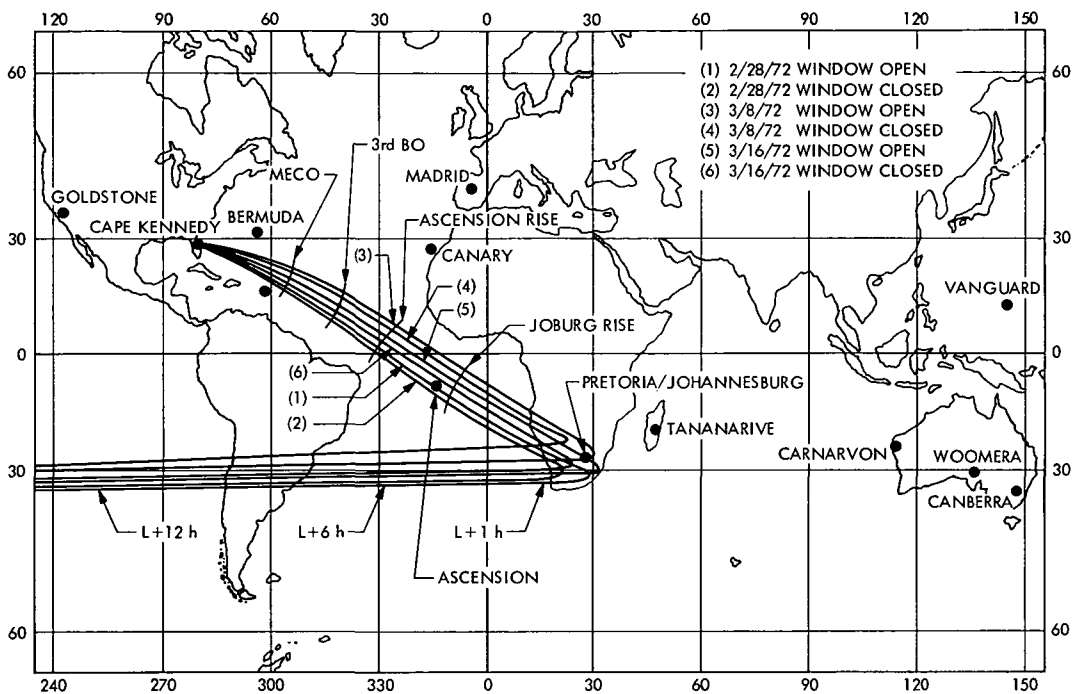 120 90 60 30 0 30 60 90 120 150
60 60
(1) 2/28/72 WINDOW OPEN
(2) 2/28/72 WINDOW CLOSED
(3) 3/8/72 WINDOW OPEN
(4) 3/8/72 WINDOW CLOSED
(5) 3/16/72 WINDOW OPEN
(6) 3/16/72 WINDOW CLOSED
3rd BO
MECO
MADRID
GOLDSTONE
BERMUDA
CAPE KENNEDY
ASCENSION RISE
30 30
(3)
CANARY
(4)
(5)
VANGUARD
JOBURG RISE
0 0
(6)
(1)
(2)
PRETORIA/JOHANNESBURG
TANANARIVE
CARNARVON
WOOMERA
30 30
CANBERRA
L+12 h
L+6 h
L+1 h
ASCENSION
60 60
240 270 300 330 0 30 60 90 120 150